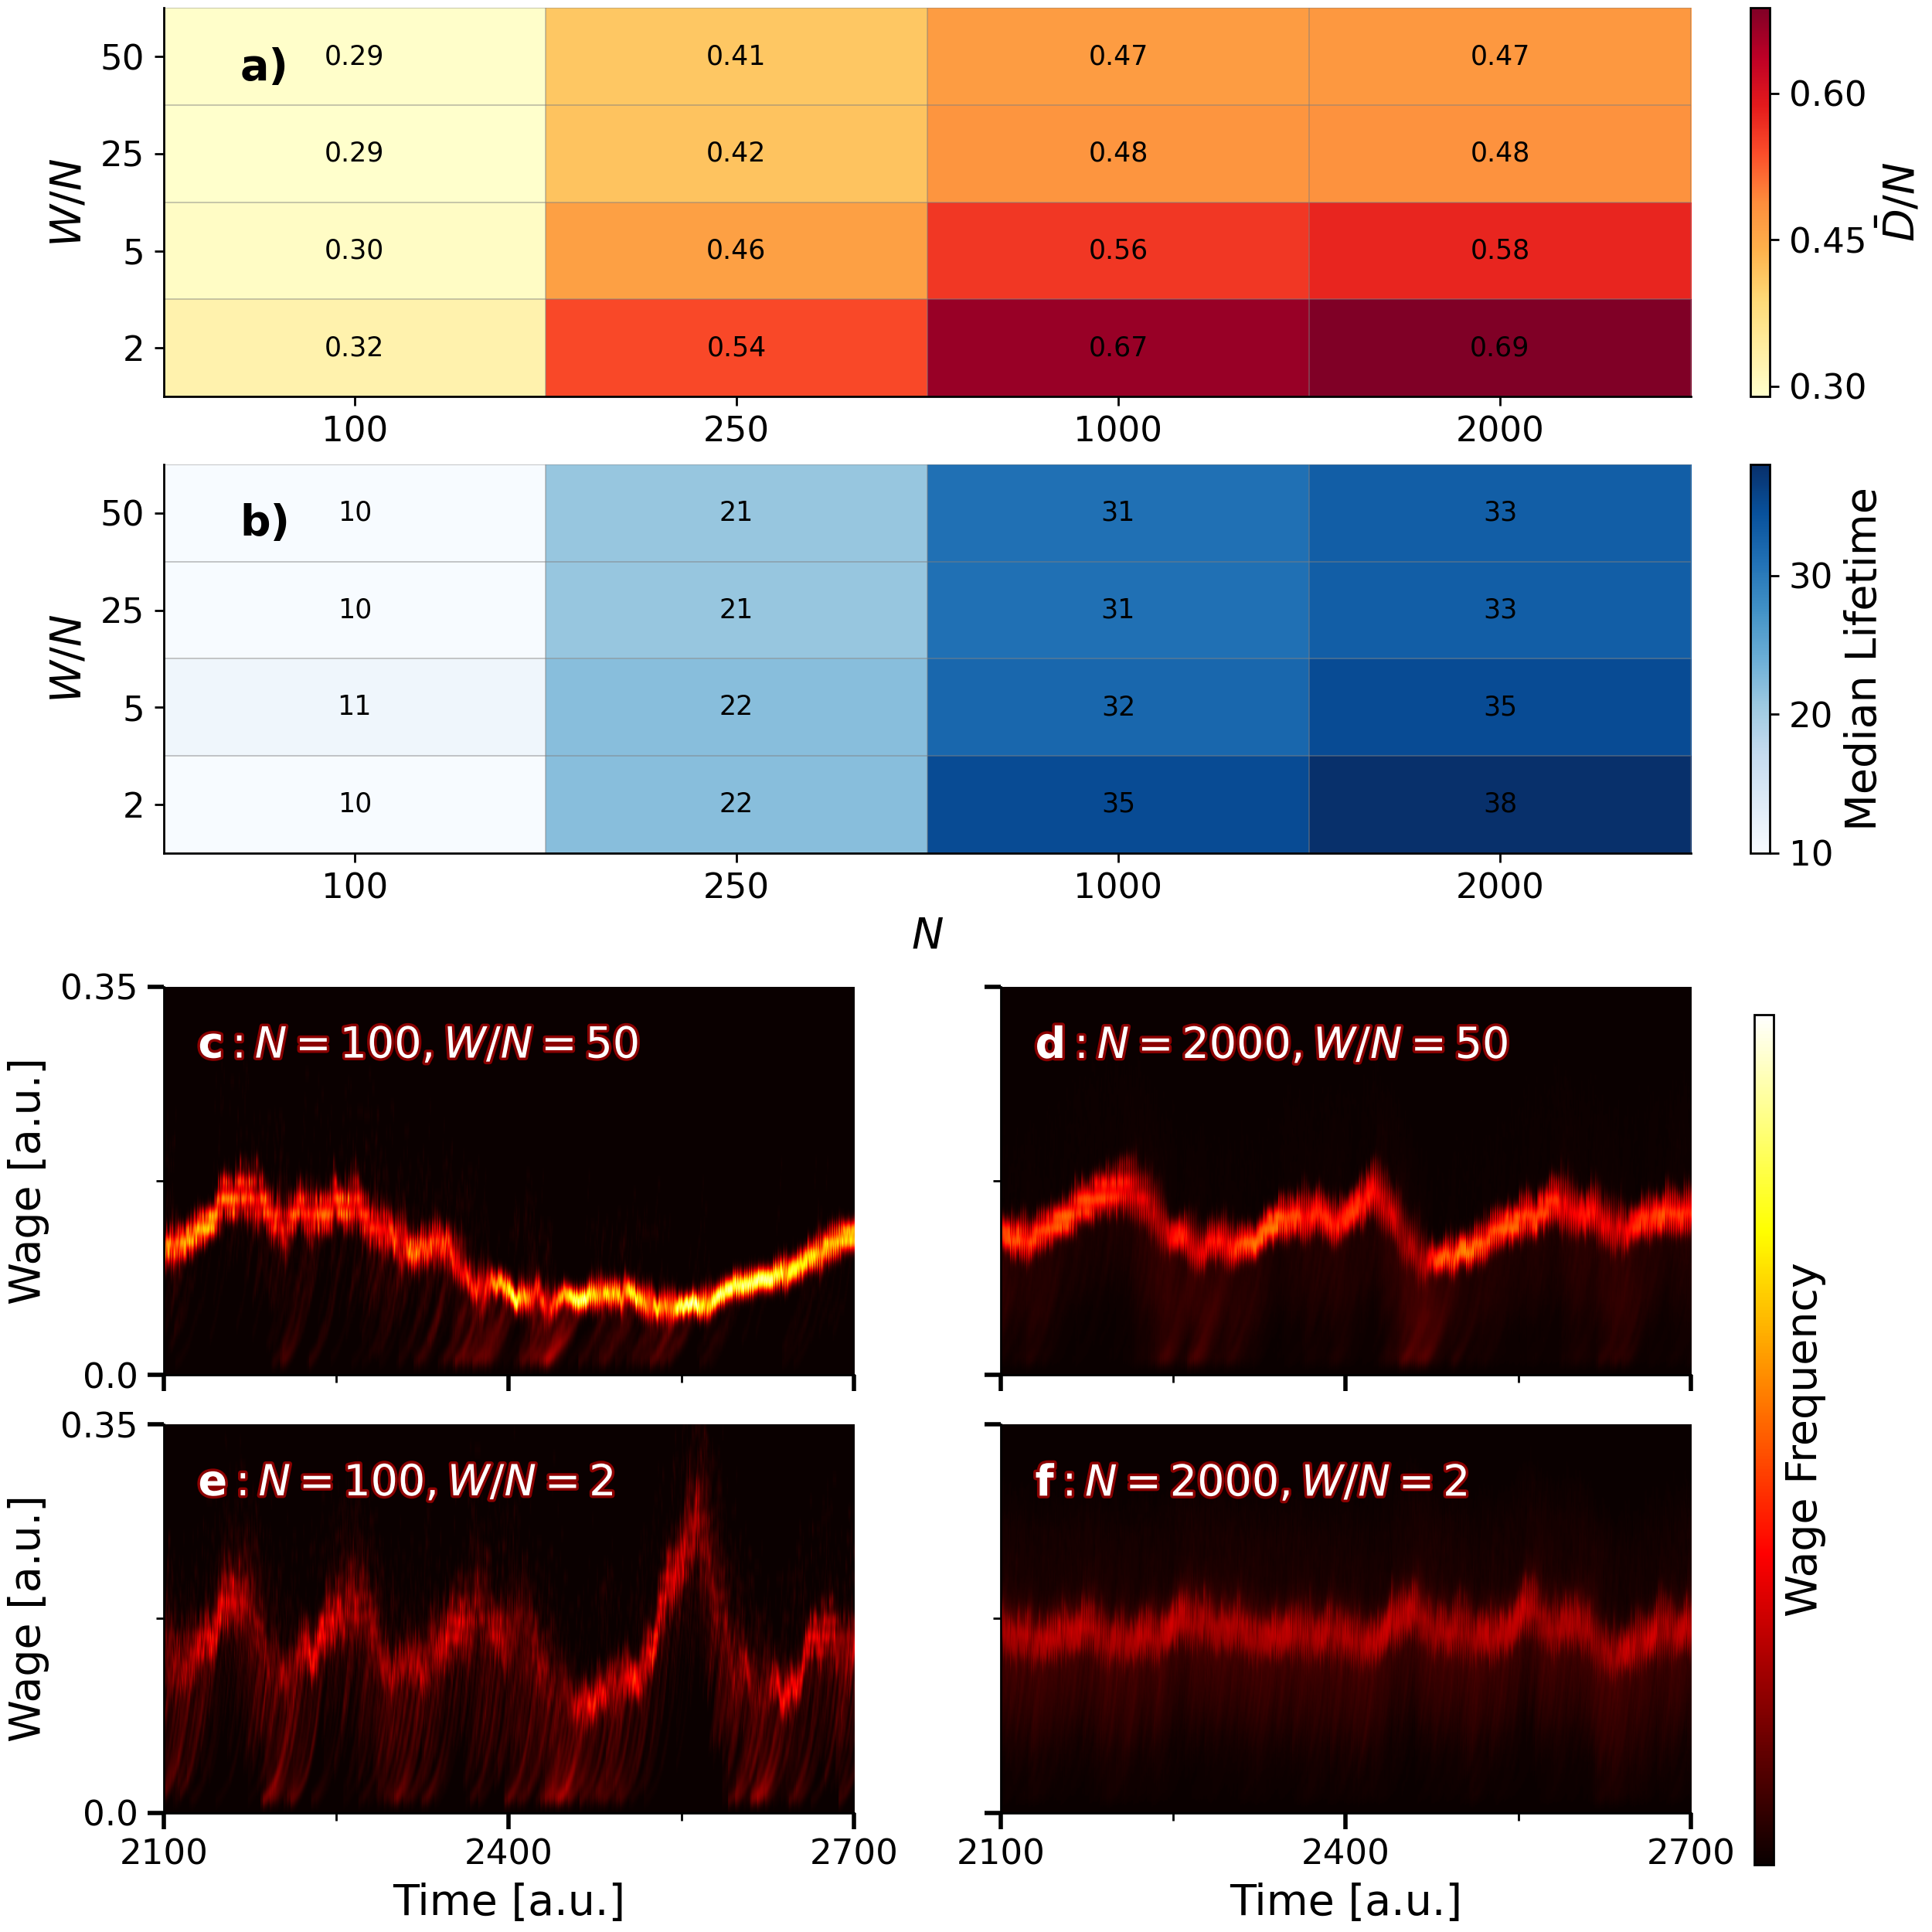 a)
50 0.29 0.41 0.47 0.47
25 0.29 0.42 0.48 0.48
5 0.30 0.46 0.56 0.58
2 0.32 0.54 0.67 0.69
W/N
100 250 1000 2000
0.60
0.45
0.30
D̄/N
b)
50 10 21 31 33
25 10 21 31 33
5 11 22 32 35
2 10 22 35 38
W/N
100 250 1000 2000
N
30
20
10
Median Lifetime
0.35
0.0
Wage [a.u.]
c : N = 100, W/N = 50
d : N = 2000, W/N = 50
0.35
0.0
Wage [a.u.]
e : N = 100, W/N = 2
f : N = 2000, W/N = 2
2100 2400 2700 2100 2400 2700
Time [a.u.] Time [a.u.]
Wage Frequency